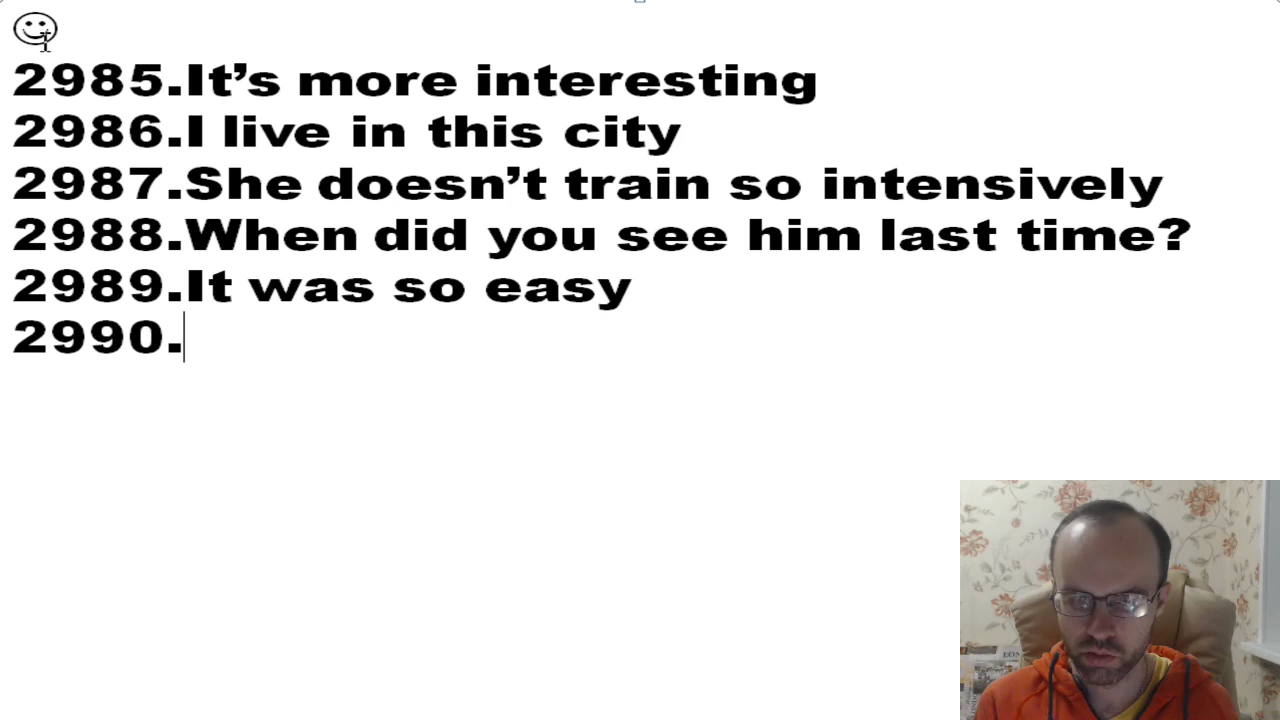 2985.It’s more interesting
2986.I live in this city
2987.She doesn’t train so intensively
2988.When did you see him last time?
2989.It was so easy
2990.